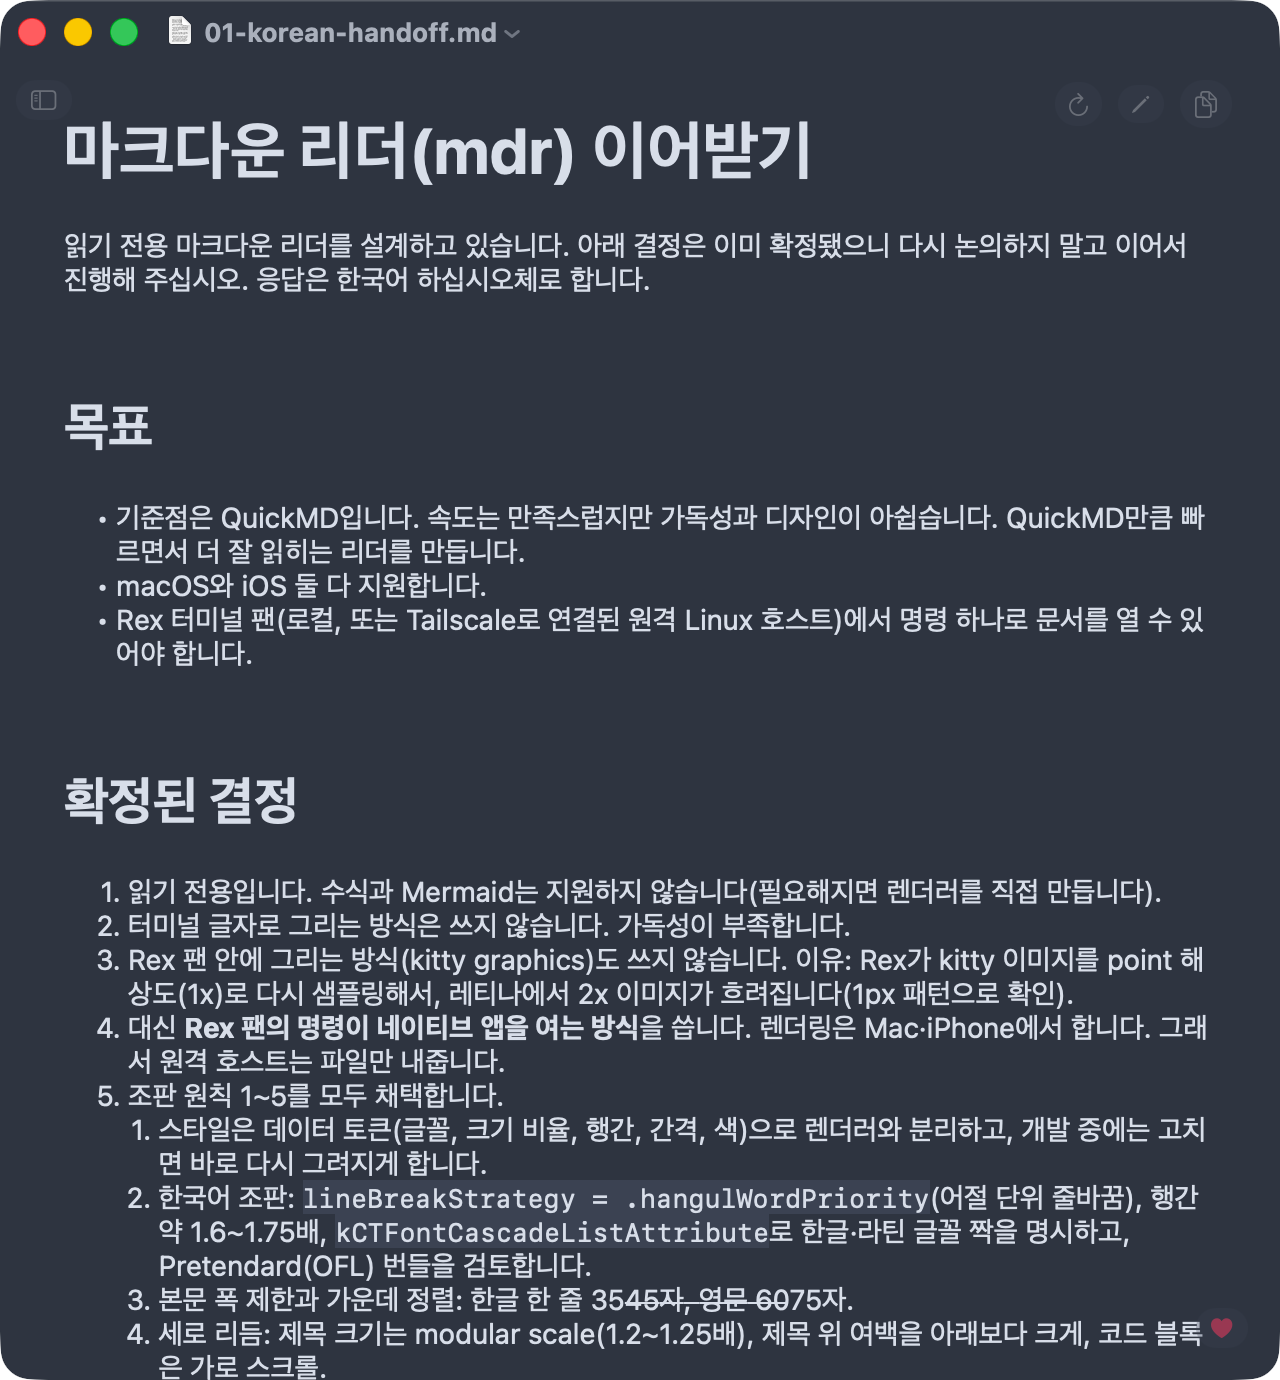 01-korean-handoff.md
마크다운 리더(mdr) 이어받기
읽기 전용 마크다운 리더를 설계하고 있습니다. 아래 결정은 이미 확정됐으니 다시 논의하지 말고 이어서
진행해 주십시오. 응답은 한국어 하십시오체로 합니다.
목표
• 기준점은 QuickMD입니다. 속도는 만족스럽지만 가독성과 디자인이 아쉽습니다. QuickMD만큼 빠
르면서 더 잘 읽히는 리더를 만듭니다.
• macOS와 iOS 둘 다 지원합니다.
• Rex 터미널 팬(로컬, 또는 Tailscale로 연결된 원격 Linux 호스트)에서 명령 하나로 문서를 열 수 있
어야 합니다.
확정된 결정
1. 읽기 전용입니다. 수식과 Mermaid는 지원하지 않습니다(필요해지면 렌더러를 직접 만듭니다).
2. 터미널 글자로 그리는 방식은 쓰지 않습니다. 가독성이 부족합니다.
3. Rex 팬 안에 그리는 방식(kitty graphics)도 쓰지 않습니다. 이유: Rex가 kitty 이미지를 point 해
상도(1x)로 다시 샘플링해서, 레티나에서 2x 이미지가 흐려집니다(1px 패턴으로 확인).
4. 대신 Rex 팬의 명령이 네이티브 앱을 여는 방식을 씁니다. 렌더링은 Mac·iPhone에서 합니다. 그래
서 원격 호스트는 파일만 내줍니다.
5. 조판 원칙 1~5를 모두 채택합니다.
1. 스타일은 데이터 토큰(글꼴, 크기 비율, 행간, 간격, 색)으로 렌더러와 분리하고, 개발 중에는 고치
면 바로 다시 그려지게 합니다.
2. 한국어 조판: lineBreakStrategy = .hangulWordPriority(어절 단위 줄바꿈), 행간
약 1.6~1.75배, kCTFontCascadeListAttribute로 한글·라틴 글꼴 짝을 명시하고,
Pretendard(OFL) 번들을 검토합니다.
3. 본문 폭 제한과 가운데 정렬: 한글 한 줄 3545자, 영문 6075자.
4. 세로 리듬: 제목 크기는 modular scale(1.2~1.25배), 제목 위 여백을 아래보다 크게, 코드 블록
은 가로 스크롤.